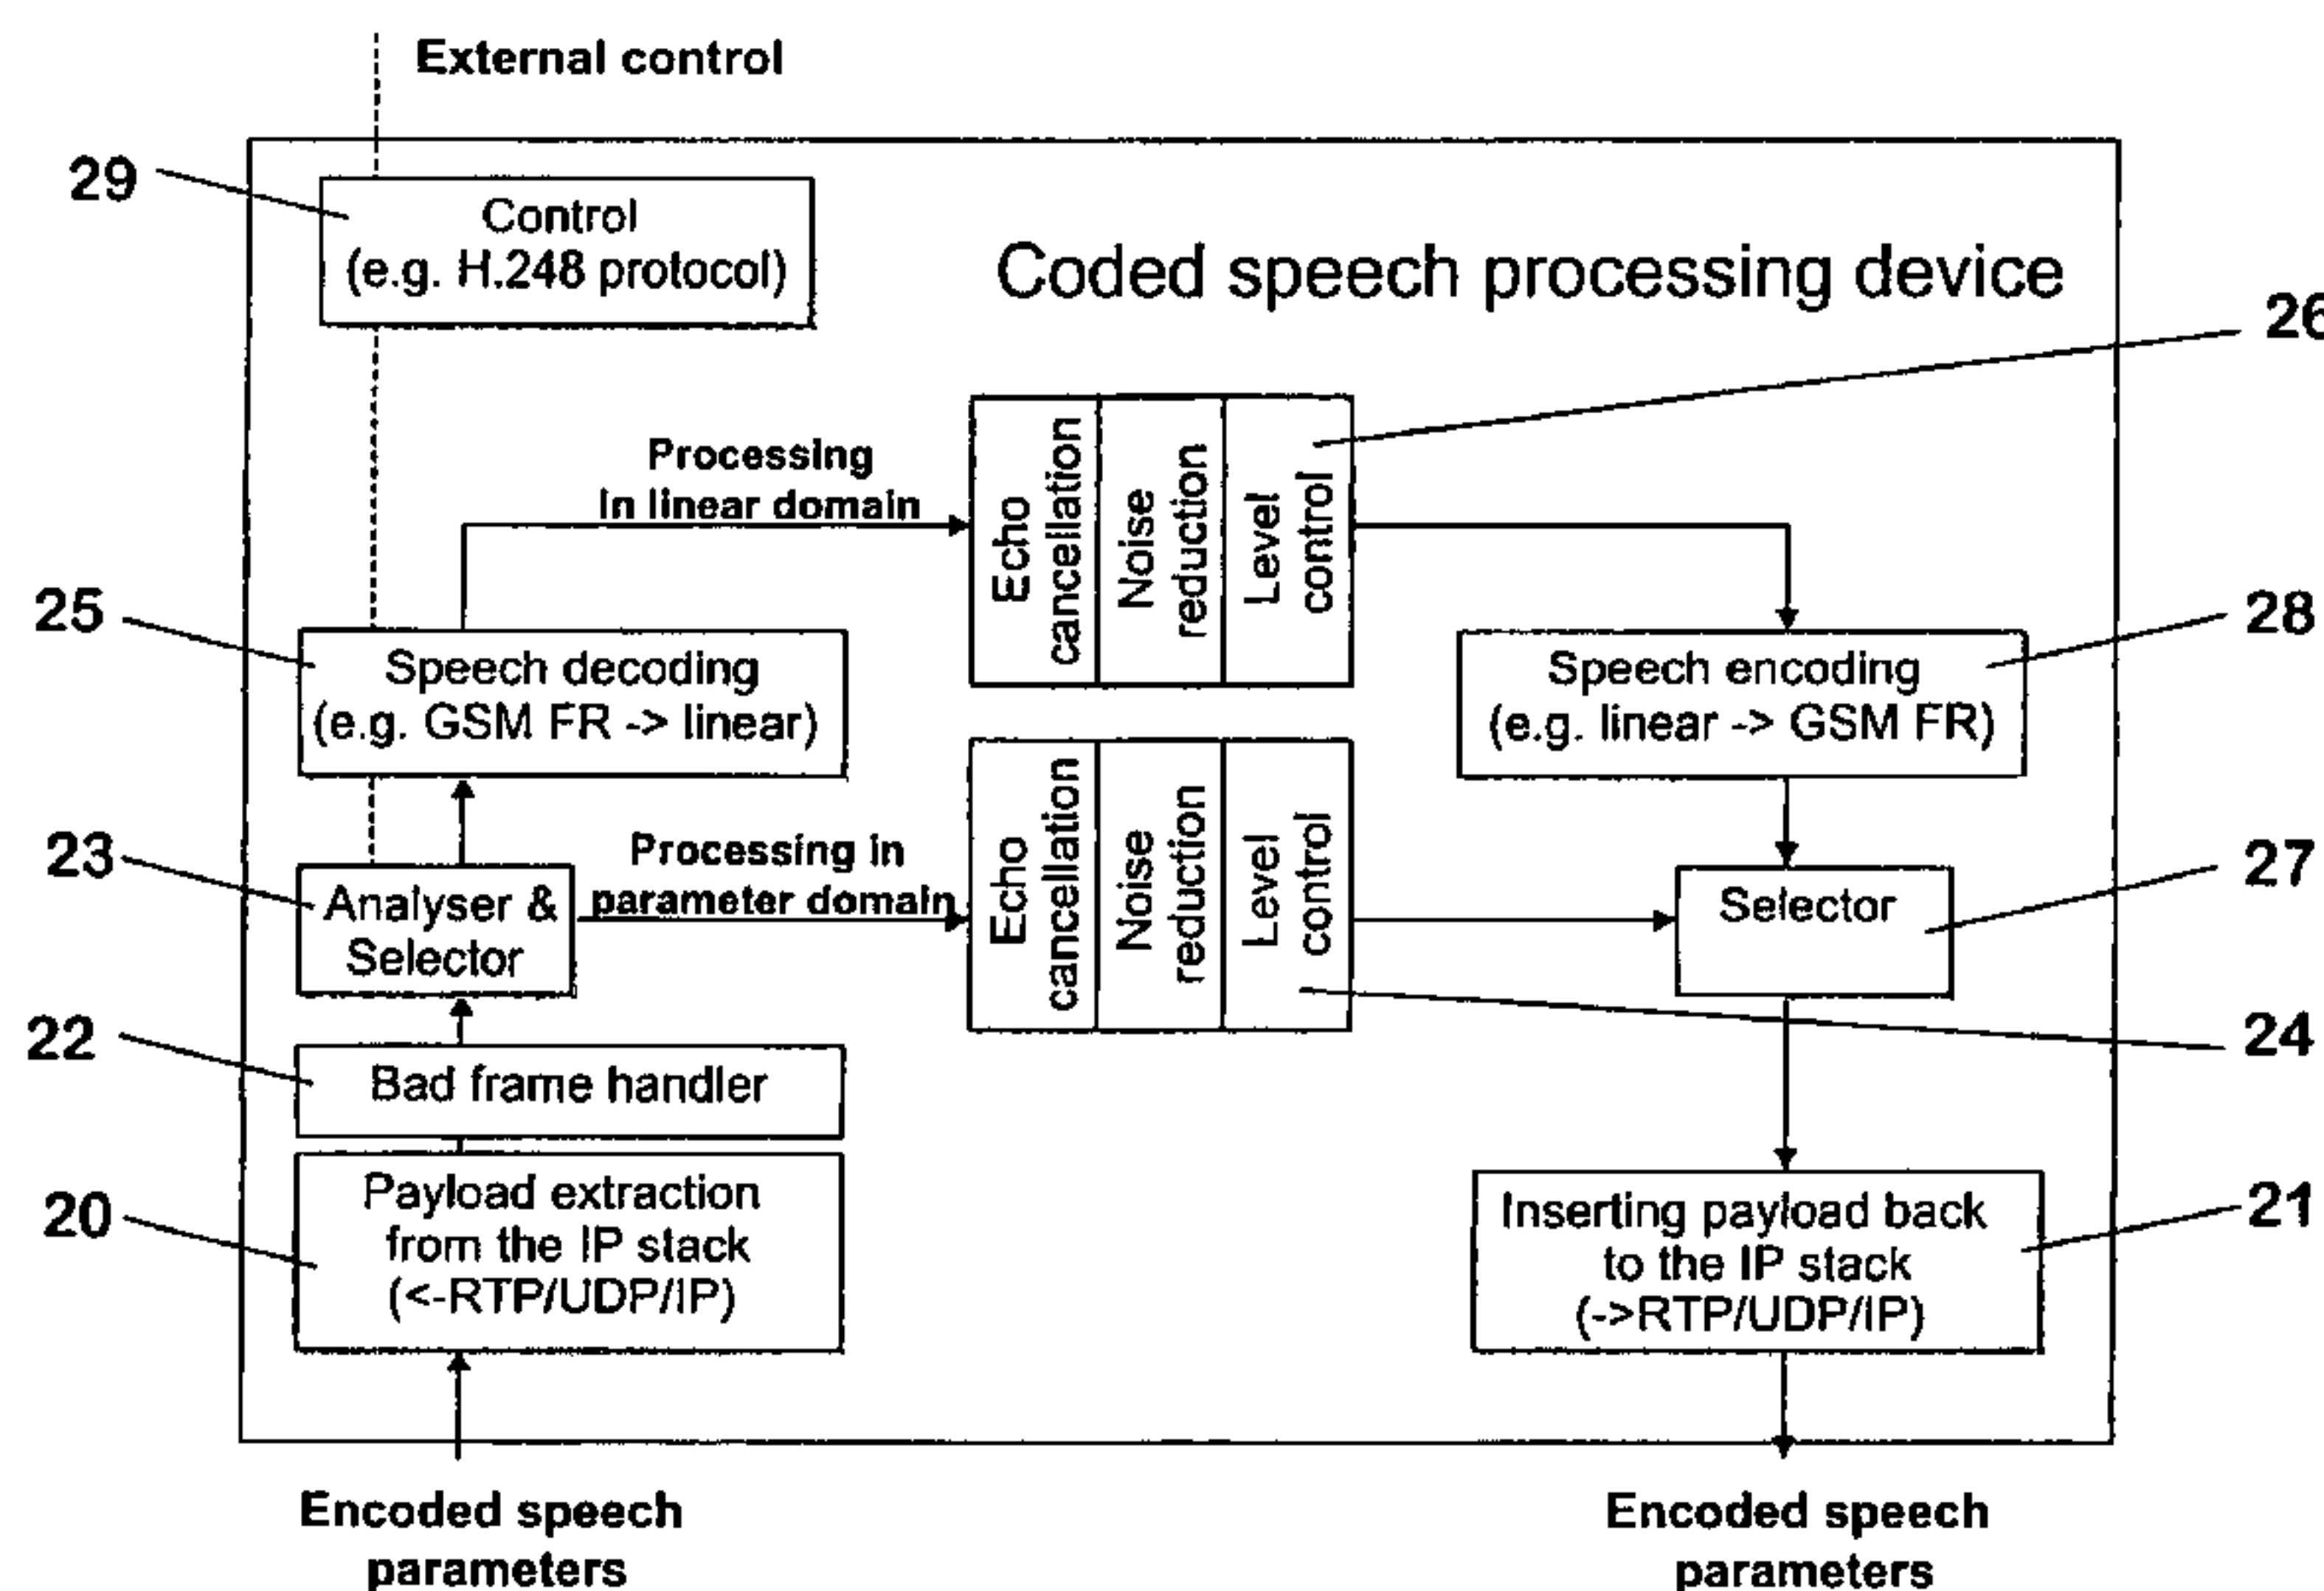 External control
29
Control
(e.g. H.248 protocol)
Coded speech processing device
26
Processing
in linear domain
Echo
cancellation
Noise
reduction
Level
control
25
Speech decoding
(e.g. GSM FR -> linear)
Speech encoding
(e.g. linear -> GSM FR)
28
23
Analyser &
Selector
Processing in
parameter domain
Echo
cancellation
Noise
reduction
Level
control
Selector
27
24
22
Bad frame handler
20
Payload extraction
from the IP stack
(<-RTP/UDP/IP)
Inserting payload back
to the IP stack
(->RTP/UDP/IP)
21
Encoded speech
parameters
Encoded speech
parameters